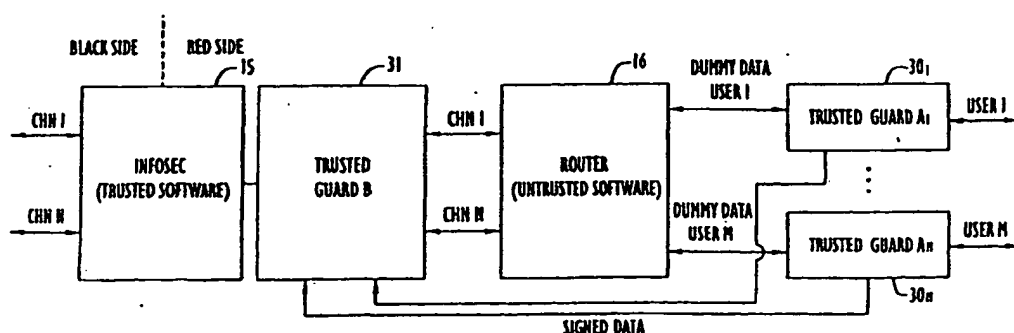 BLACK SIDE
RED SIDE
15
31
16
30₁
DUMMY DATA
USER 1
CHN 1
CHN 1
TRUSTED GUARD A₁
USER 1
INFOSEC
(TRUSTED SOFTWARE)
TRUSTED
GUARD B
ROUTER
(UNTRUSTED SOFTWARE)
CHN N
CHN N
DUMMY DATA
USER M
TRUSTED GUARD Aₙ
USER M
30ₙ
SIGNED DATA